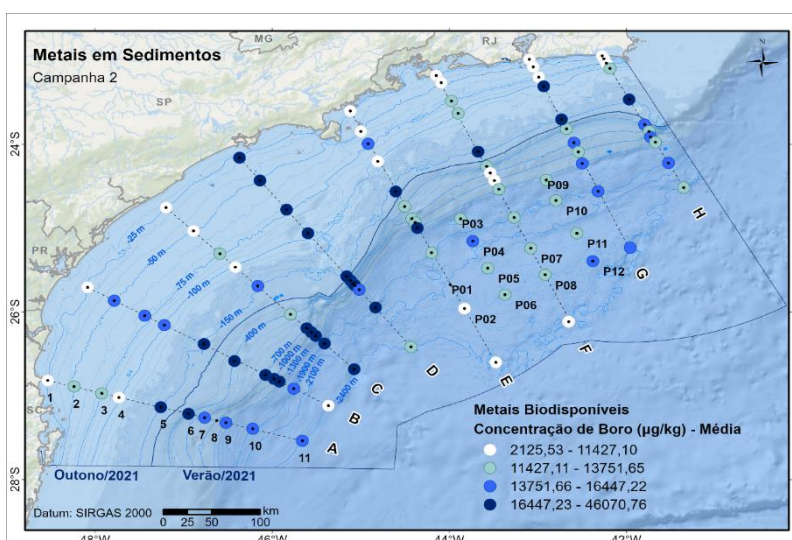 MG
RJ
Metais em Sedimentos
Campanha 2
SP
24°S
PR
-25 m
-50 m
-75 m
-100 m
-150 m
-400 m
-700 m
-1000 m
-1300 m
-1900 m
-2100 m
-2400 m
P09
P10
P03
P11
P04
P07
P12
P05
P08
P01
P06
P02
H
G
F
E
D
C
B
A
26°S
SC
1 2 3 4 5 6 7 8 9 10 11
Outono/2021 Verão/2021
28°S
Metais Biodisponíveis
Concentração de Boro (µg/kg) - Média
2125,53 - 11427,10
11427,11 - 13751,65
13751,66 - 16447,22
16447,23 - 46070,76
Datum: SIRGAS 2000
0 25 50 100 km
48°W 46°W 44°W 42°W